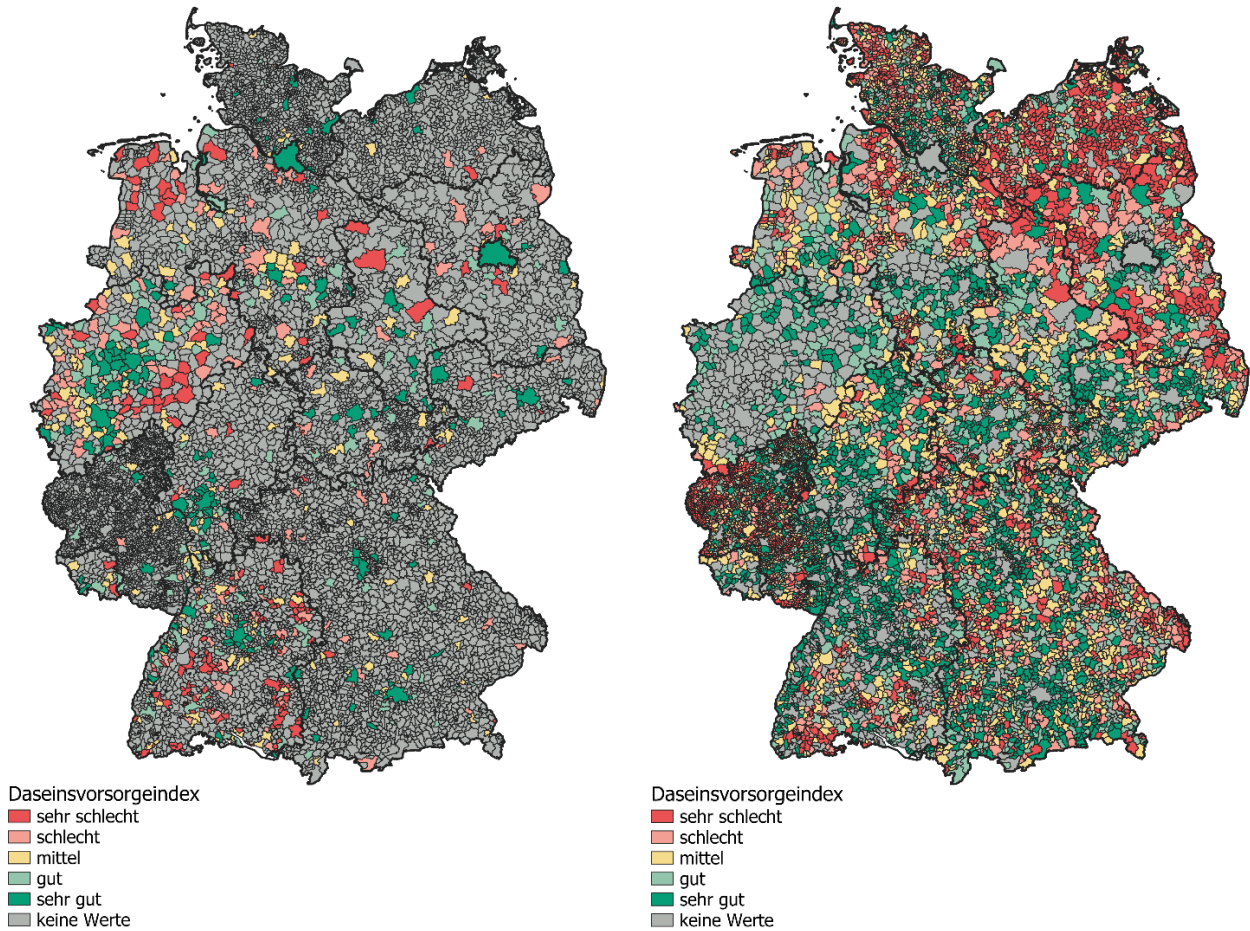 Daseinsvorsorgeindex
sehr schlecht
schlecht
mittel
gut
sehr gut
keine Werte
Daseinsvorsorgeindex
sehr schlecht
schlecht
mittel
gut
sehr gut
keine Werte